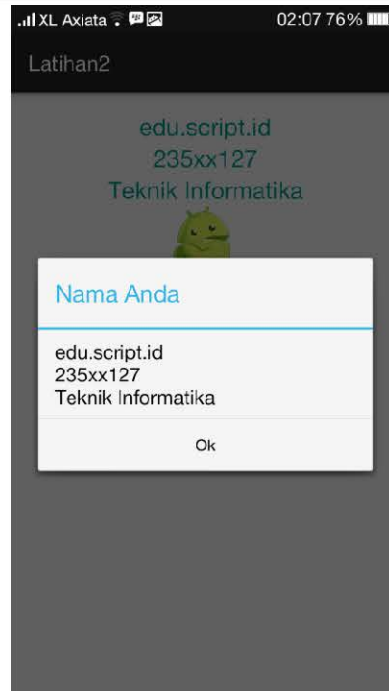 XL Axiata 02:07 76%
Latihan2
edu.script.id
235xx127
Teknik Informatika
Nama Anda
edu.script.id
235xx127
Teknik Informatika
Ok